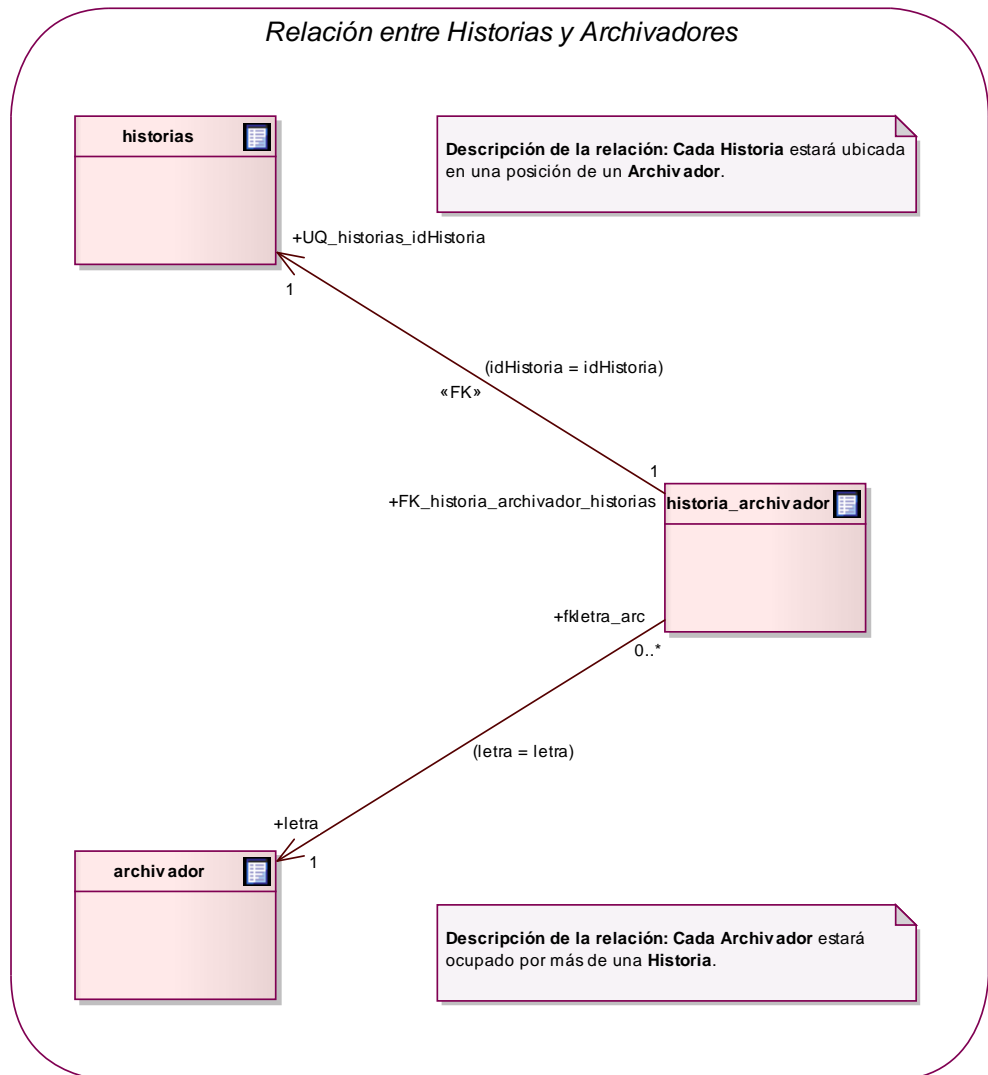 Relación entre Historias y Archivadores
historias
Descripción de la relación: Cada Historia estará ubicada
en una posición de un Archivador.
+UQ_historias_idHistoria
1
(idHistoria = idHistoria)
«FK»
1
+FK_historia_archivador_historias
historia_archivador
+fkletra_arc
0..*
(letra = letra)
+letra
1
archivador
Descripción de la relación: Cada Archivador estará
ocupado por más de una Historia.